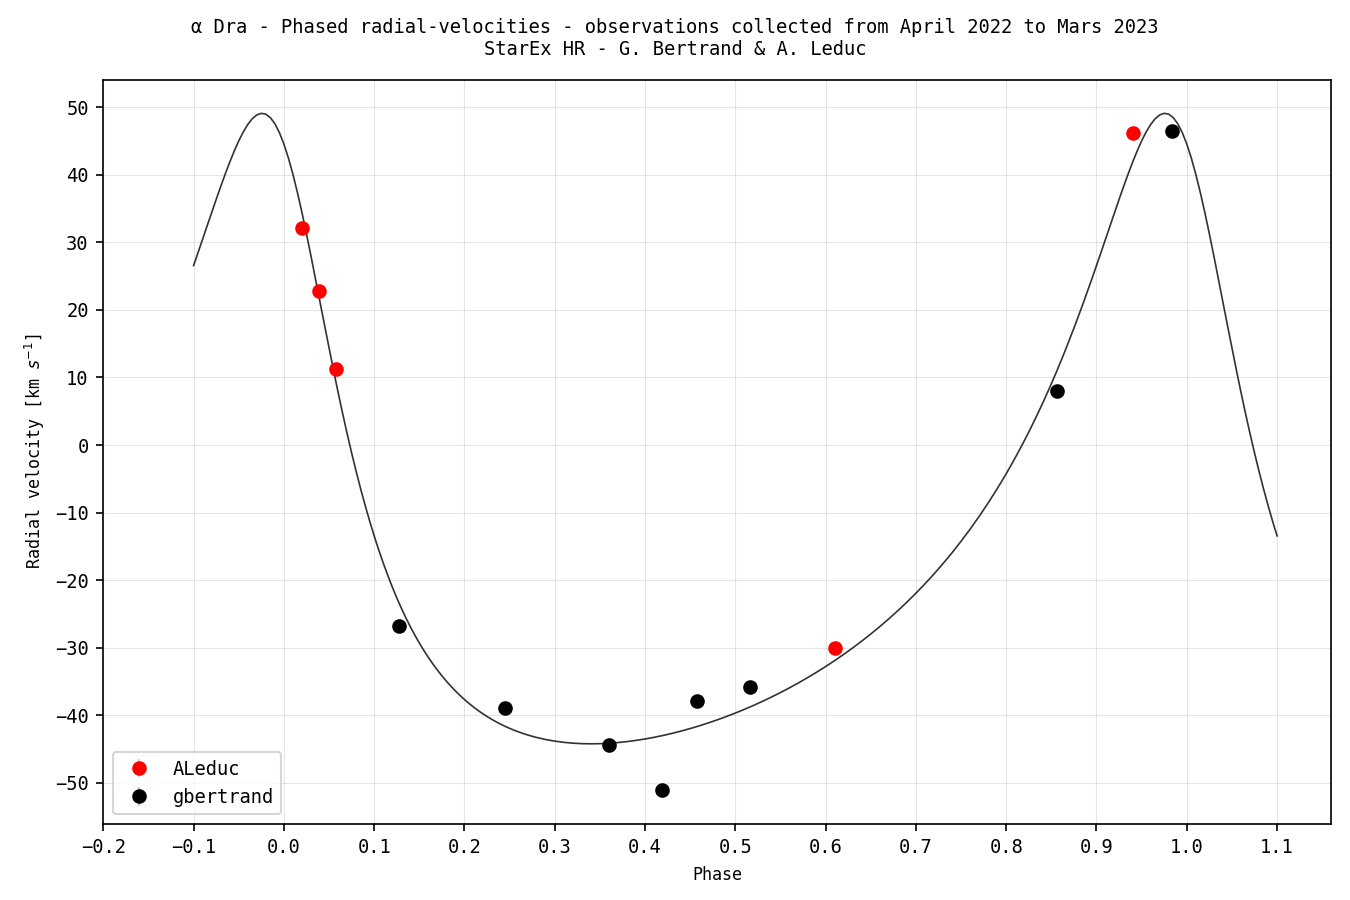 α Dra - Phased radial-velocities - observations collected from April 2022 to Mars 2023
StarEx HR - G. Bertrand & A. Leduc
Radial velocity [km s⁻¹]
50
40
30
20
10
0
−10
−20
−30
−40
−50
ALeduc
gbertrand
−0.2 −0.1 0.0 0.1 0.2 0.3 0.4 0.5 0.6 0.7 0.8 0.9 1.0 1.1
Phase